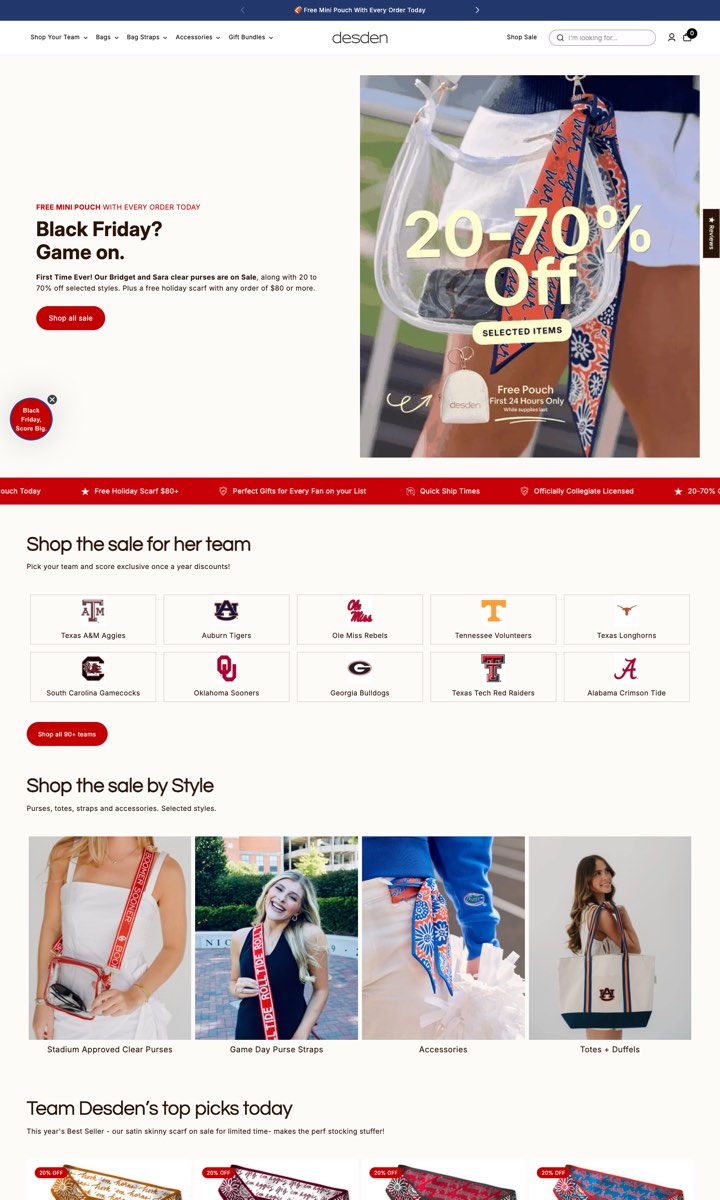 🏈 Free Mini Pouch With Every Order Today
Shop Your Team
Bags
Bag Straps
Accessories
Gift Bundles
desden
Shop Sale
I'm looking for...
0
FREE MINI POUCH WITH EVERY ORDER TODAY
Black Friday?
Game on.
First Time Ever! Our Bridget and Sara clear purses are on Sale, along with 20 to
70% off selected styles. Plus a free holiday scarf with any order of $80 or more.
Shop all sale
20-70%
Off
SELECTED ITEMS
desden
Free Pouch
First 24 Hours Only
While supplies last
★ Reviews
Black
Friday,
Score Big.
ouch Today
Free Holiday Scarf $80+
Perfect Gifts for Every Fan on your List
Quick Ship Times
Officially Collegiate Licensed
20-70%
Shop the sale for her team
Pick your team and score exclusive once a year discounts!
Texas A&M Aggies
Auburn Tigers
Ole Miss
Ole Miss Rebels
Tennessee Volunteers
Texas Longhorns
South Carolina Gamecocks
Oklahoma Sooners
Georgia Bulldogs
Texas Tech Red Raiders
Alabama Crimson Tide
Shop all 90+ teams
Shop the sale by Style
Purses, totes, straps and accessories. Selected styles.
BOOMER SOONER
ROLL TIDE ROLL
Stadium Approved Clear Purses
Game Day Purse Straps
Accessories
Totes + Duffels
Team Desden's top picks today
This year's Best Seller - our satin skinny scarf on sale for limited time- makes the perf stocking stuffer!
20% OFF
20% OFF
20% OFF
20% OFF